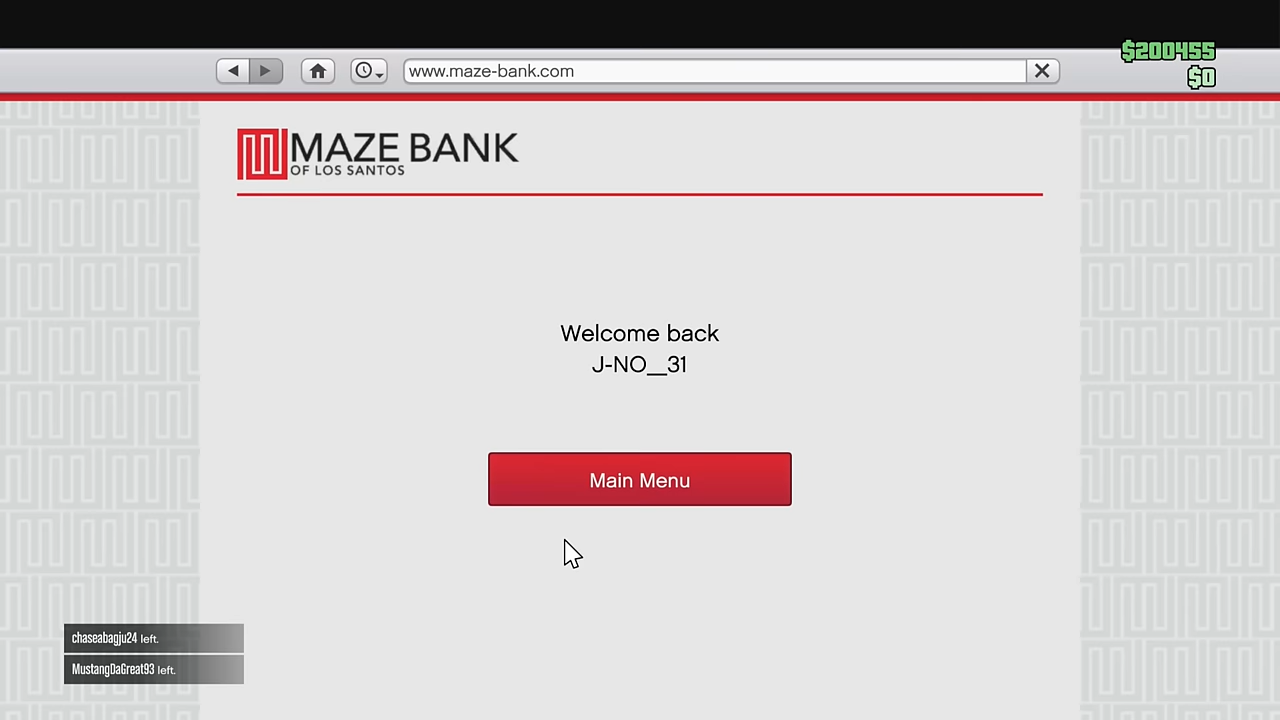 www.maze-bank.com
$200455
$0
MAZE BANK
OF LOS SANTOS
Welcome back
J-NO__31
Main Menu
chaseabagju24 left.
MustangDaGreat93 left.